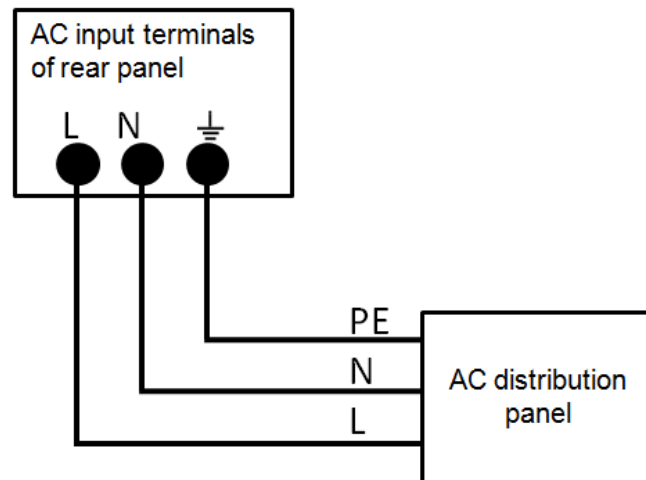 AC input terminals
of rear panel
L N ⏚
PE
N
L
AC distribution
panel